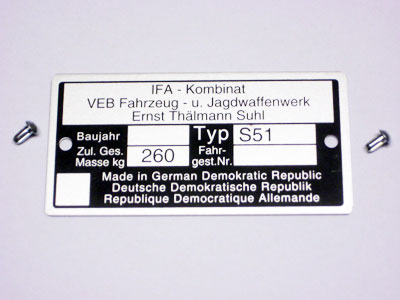 IFA - Kombinat
VEB Fahrzeug - u. Jagdwaffenwerk
Ernst Thälmann Suhl
Baujahr Typ S51
Zul. Ges. Masse kg 260 Fahr- gest.Nr.
Made in German Demokratic Republic
Deutsche Demokratische Republik
Republique Democratique Allemande